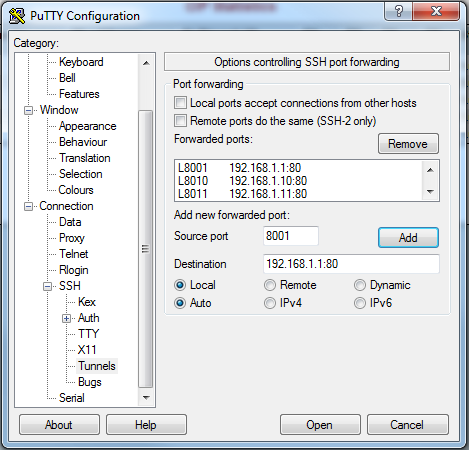 PuTTY Configuration
Category:
Keyboard
Bell
Features
Window
Appearance
Behaviour
Translation
Selection
Colours
Connection
Data
Proxy
Telnet
Rlogin
SSH
Kex
Auth
TTY
X11
Tunnels
Bugs
Serial
Options controlling SSH port forwarding
Port forwarding
Local ports accept connections from other hosts
Remote ports do the same (SSH-2 only)
Forwarded ports:
Remove
L8001 192.168.1.1:80
L8010 192.168.1.10:80
L8011 192.168.1.11:80
Add new forwarded port:
Source port 8001 Add
Destination 192.168.1.1:80
Local Remote Dynamic
Auto IPv4 IPv6
About Help Open Cancel